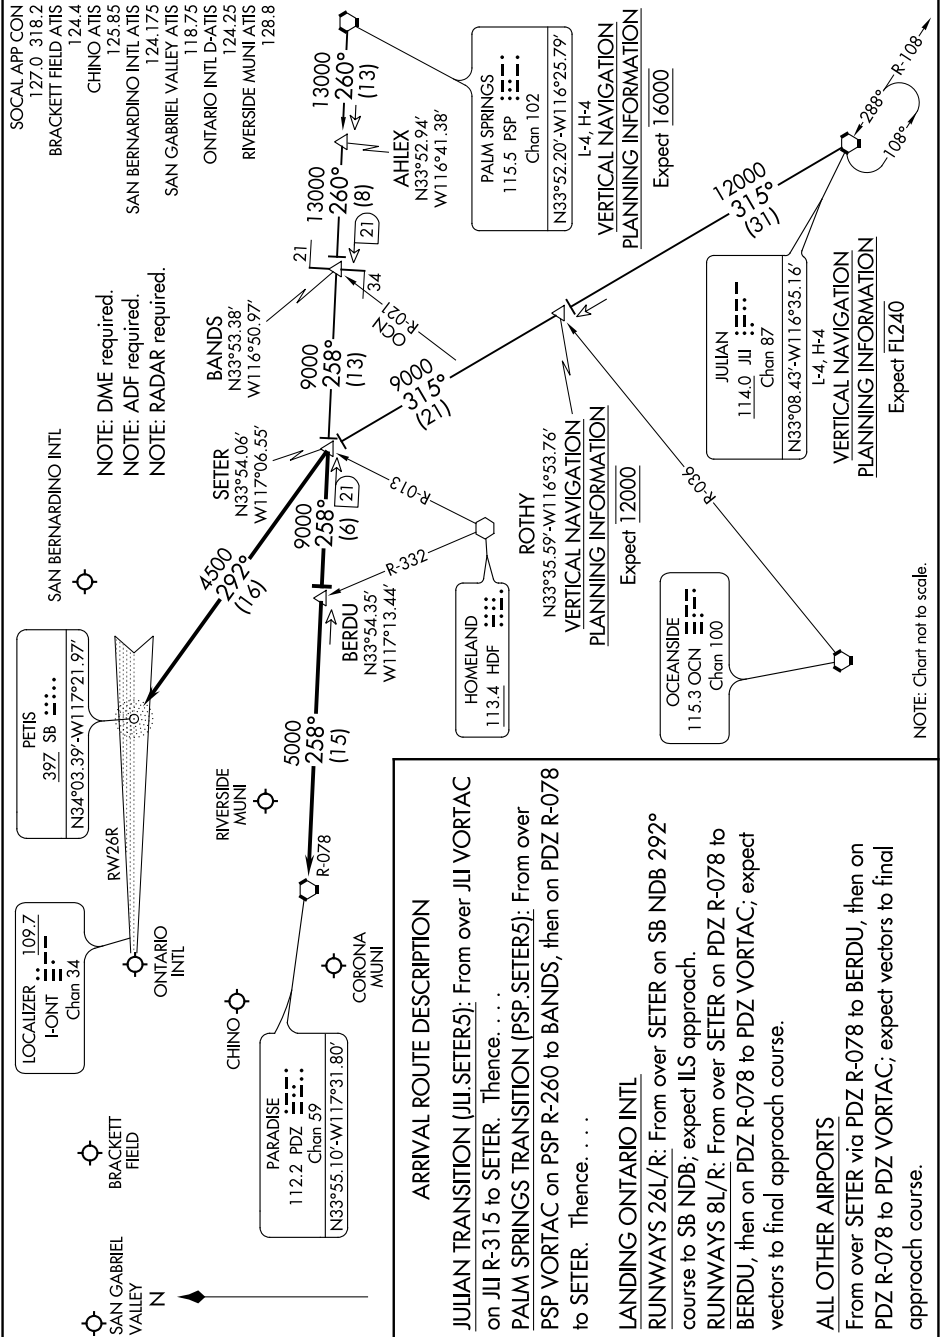 SOCAL APP CON
127.0 318.2
BRACKETT FIELD ATIS
124.4
CHINO ATIS
125.85
SAN BERNARDINO INTL ATIS
124.175
SAN GABRIEL VALLEY ATIS
118.75
ONTARIO INTL D-ATIS
124.25
RIVERSIDE MUNI ATIS
128.8
NOTE: DME required.
NOTE: ADF required.
NOTE: RADAR required.
SAN BERNARDINO INTL
PETIS
397 SB
N34°03.39'-W117°21.97'
LOCALIZER 109.7
I-ONT
Chan 34
RW26R
ONTARIO
INTL
BRACKETT
FIELD
SAN GABRIEL
VALLEY
N
CHINO
RIVERSIDE
MUNI
CORONA
MUNI
PARADISE
112.2 PDZ
Chan 59
N33°55.10'-W117°31.80'
R-078
5000
258°
(15)
BERDU
N33°54.35'
W117°13.44'
4500
292°
(16)
9000
258°
(6)
21
SETER
N33°54.06'
W117°06.55'
9000
258°
(13)
BANDS
N33°53.38'
W116°50.97'
21
34
21
13000
260°
(8)
AHLEX
N33°52.94'
W116°41.38'
13000
260°
(13)
PALM SPRINGS
115.5 PSP
Chan 102
N33°52.20'-W116°25.79'
L-4, H-4
VERTICAL NAVIGATION
PLANNING INFORMATION
Expect 16000
OCN
R-021
9000
315°
(21)
R-013
R-332
HOMELAND
113.4 HDF
ROTHY
N33°35.59'-W116°53.76'
VERTICAL NAVIGATION
PLANNING INFORMATION
Expect 12000
12000
315°
(31)
R-108
288°
108°
JULIAN
114.0 JLI
Chan 87
N33°08.43'-W116°35.16'
L-4, H-4
VERTICAL NAVIGATION
PLANNING INFORMATION
Expect FL240
R-036
OCEANSIDE
115.3 OCN
Chan 100
NOTE: Chart not to scale.
ARRIVAL ROUTE DESCRIPTION
JULIAN TRANSITION (JLI.SETER5): From over JLI VORTAC
on JLI R-315 to SETER. Thence. . . .
PALM SPRINGS TRANSITION (PSP.SETER5): From over
PSP VORTAC on PSP R-260 to BANDS, then on PDZ R-078
to SETER. Thence. . . .
LANDING ONTARIO INTL
RUNWAYS 26L/R: From over SETER on SB NDB 292°
course to SB NDB; expect ILS approach.
RUNWAYS 8L/R: From over SETER on PDZ R-078 to
BERDU, then on PDZ R-078 to PDZ VORTAC; expect
vectors to final approach course.
ALL OTHER AIRPORTS
From over SETER via PDZ R-078 to BERDU, then on
PDZ R-078 to PDZ VORTAC; expect vectors to final
approach course.